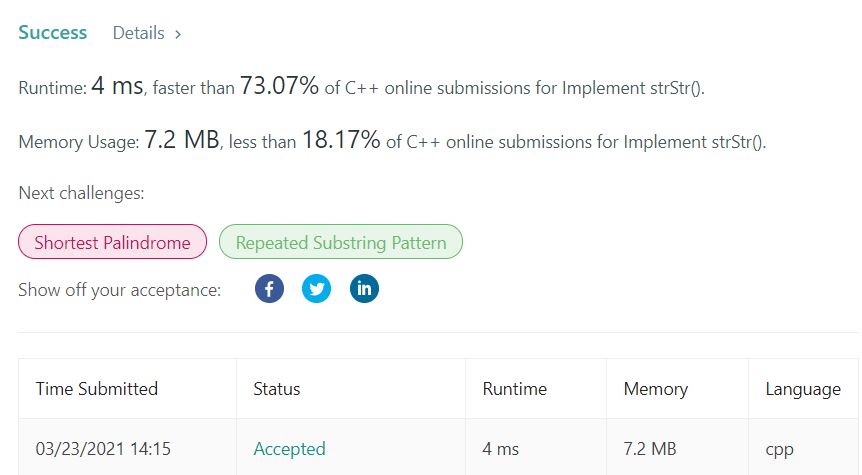 Success Details >
Runtime: 4 ms, faster than 73.07% of C++ online submissions for Implement strStr().
Memory Usage: 7.2 MB, less than 18.17% of C++ online submissions for Implement strStr().
Next challenges:
Shortest Palindrome Repeated Substring Pattern
Show off your acceptance: f in
Time Submitted Status Runtime Memory Language
03/23/2021 14:15 Accepted 4 ms 7.2 MB cpp